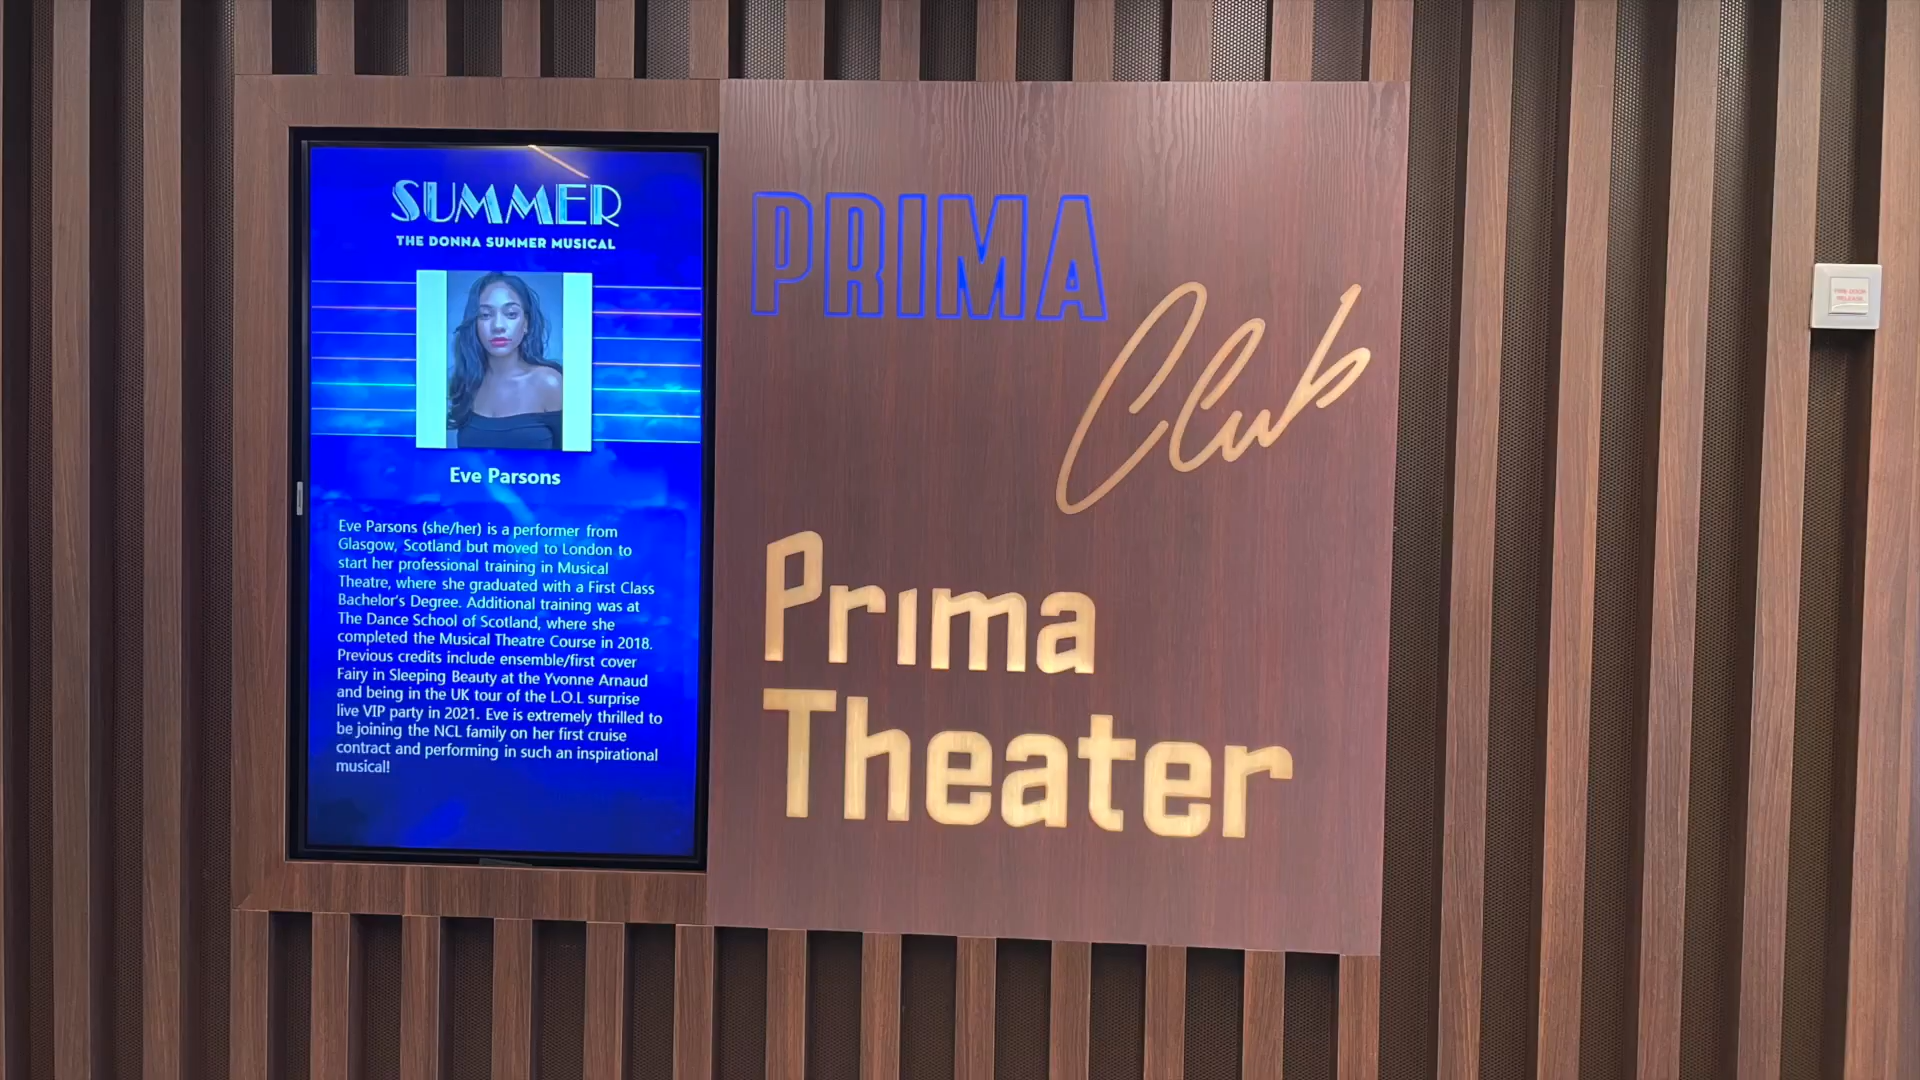 SUMMER
THE DONNA SUMMER MUSICAL
Eve Parsons
Eve Parsons (she/her) is a performer from
Glasgow, Scotland but moved to London to
start her professional training in Musical
Theatre, where she graduated with a First Class
Bachelor's Degree. Additional training was at
The Dance School of Scotland, where she
completed the Musical Theatre Course in 2018.
Previous credits include ensemble/first cover
Fairy in Sleeping Beauty at the Yvonne Arnaud
and being in the UK tour of the L.O.L surprise
live VIP party in 2021. Eve is extremely thrilled to
be joining the NCL family on her first cruise
contract and performing in such an inspirational
musical!
PRIMA
Club
Prima
Theater
FIRE DOOR
RELEASE